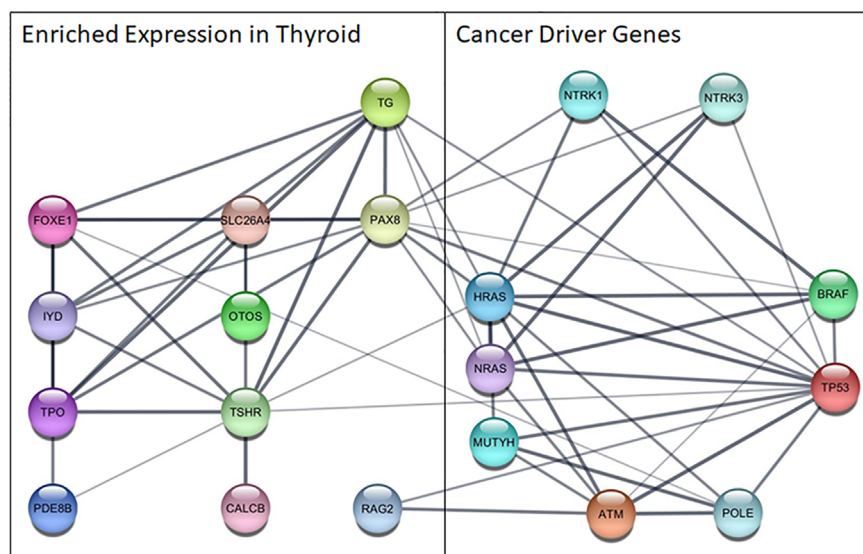 Enriched Expression in Thyroid
Cancer Driver Genes
TG
NTRK1
NTRK3
FOXE1
SLC26A4
PAX8
HRAS
BRAF
IYD
OTOS
NRAS
TP53
TPO
TSHR
MUTYH
PDE8B
CALCB
RAG2
ATM
POLE